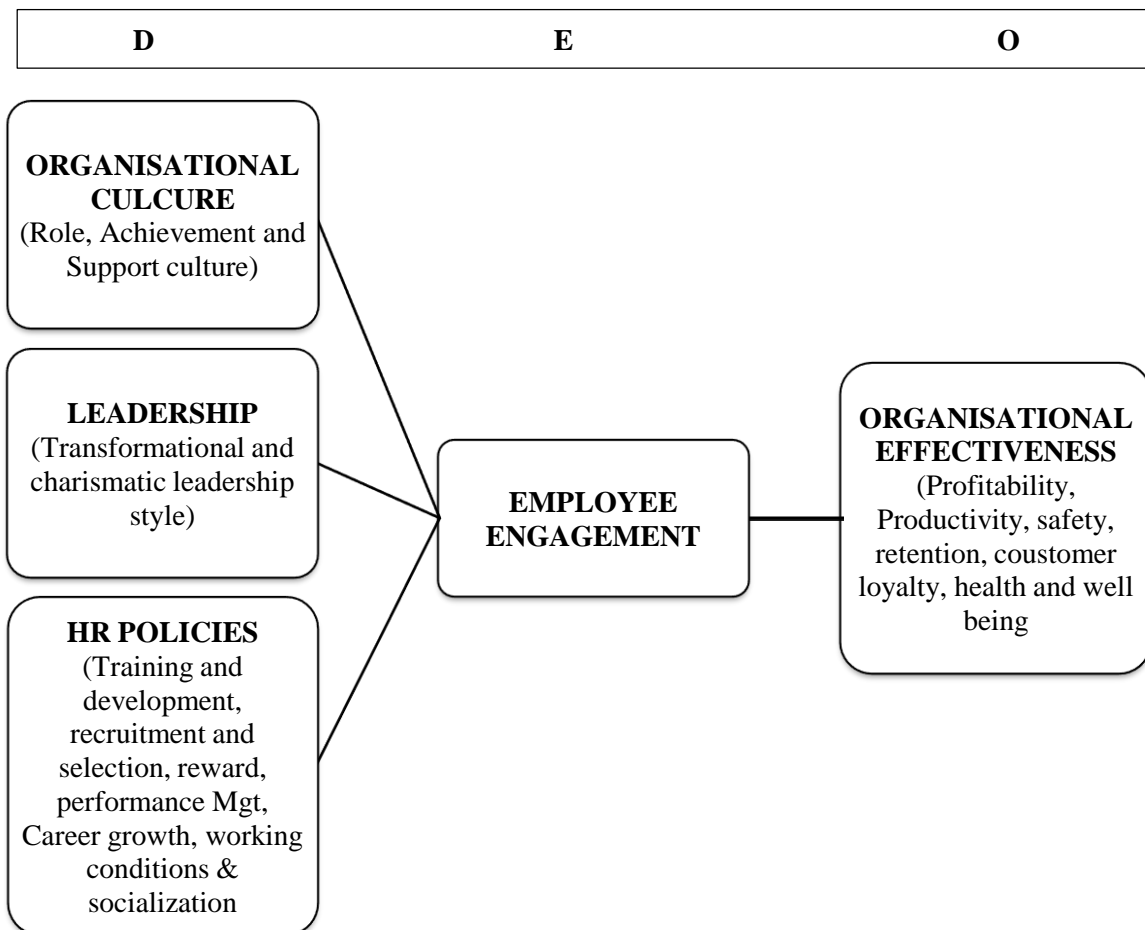 D E O
ORGANISATIONAL
CULCURE
(Role, Achievement and
Support culture)
LEADERSHIP
(Transformational and
charismatic leadership
style)
HR POLICIES
(Training and
development,
recruitment and
selection, reward,
performance Mgt,
Career growth, working
conditions &
socialization
EMPLOYEE
ENGAGEMENT
ORGANISATIONAL
EFFECTIVENESS
(Profitability,
Productivity, safety,
retention, coustomer
loyalty, health and well
being